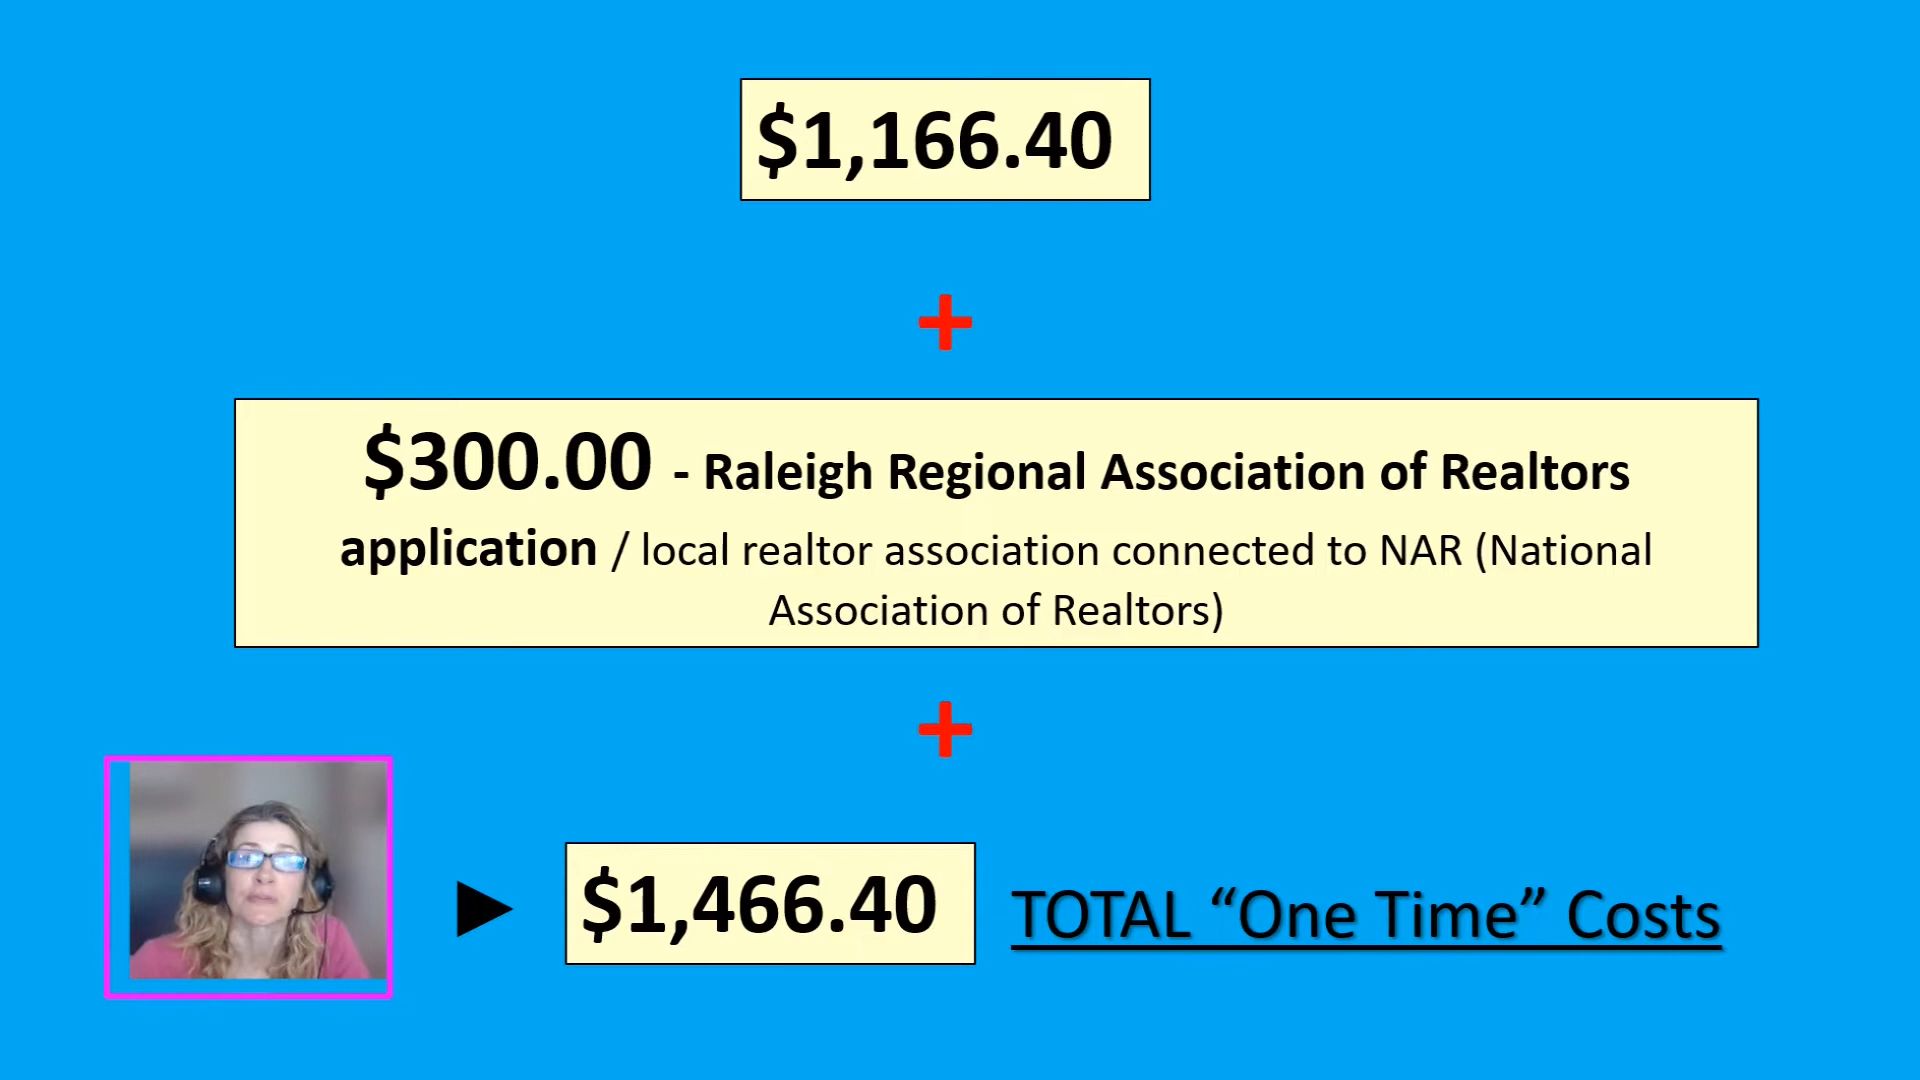 $1,166.40
+
$300.00 - Raleigh Regional Association of Realtors
application / local realtor association connected to NAR (National
Association of Realtors)
+
► $1,466.40 TOTAL “One Time” Costs